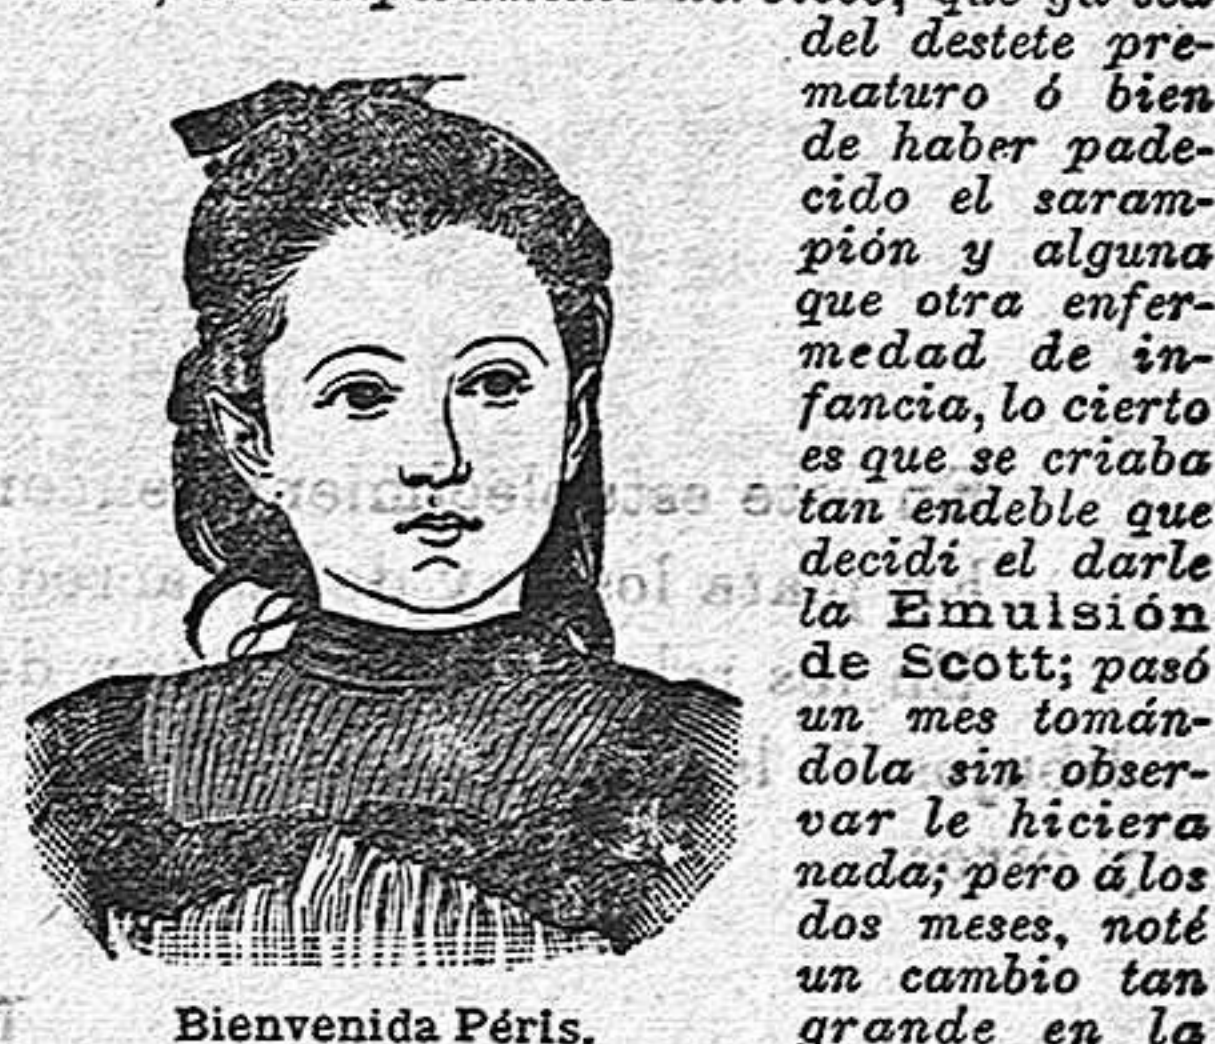 que ya sea
del destete pre-
maturo ó bien
de haber pade-
cido el saram-
pión y alguna
que otra enfer-
medad de in-
fancia, lo cierto
es que se criaba
tan endeble que
decidí el darle
la Emulsión
de Scott; pasó
un mes tomán-
dola sin obser-
var le hiciera
nada; pero á los
dos meses, noté
un cambio tan
grande en la
Bienvenida Péris.